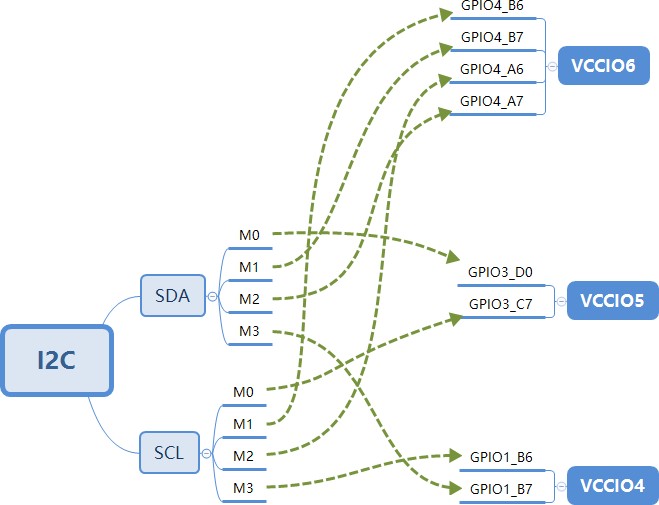 GPIO4_B6
GPIO4_B7
GPIO4_A6
GPIO4_A7
VCCIO6
M0
M1
M2
M3
SDA
GPIO3_D0
GPIO3_C7
VCCIO5
I2C
M0
M1
M2
M3
SCL
GPIO1_B6
GPIO1_B7
VCCIO4